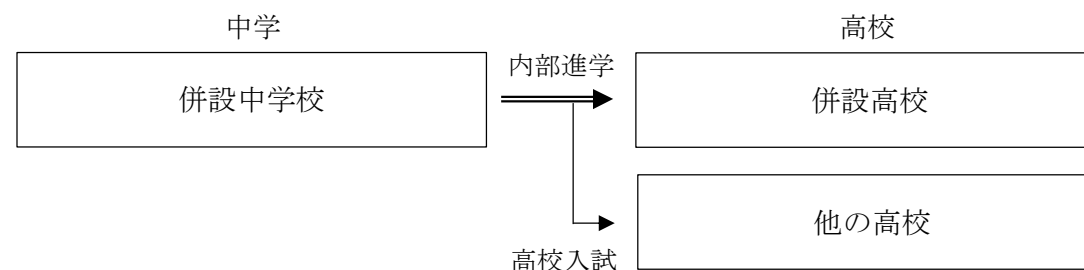 中学
高校
内部進学
併設中学校
併設高校
他の高校
高校入試